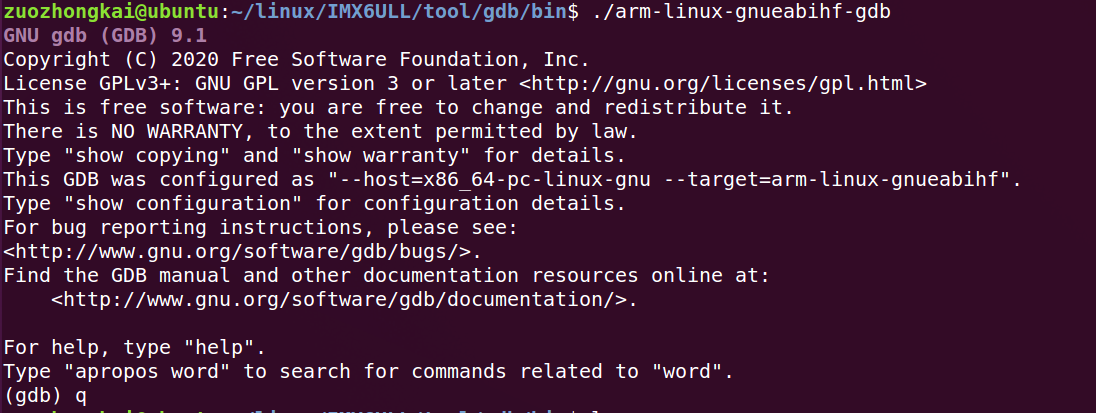 zuozhongkai@ubuntu:~/linux/IMX6ULL/tool/gdb/bin$ ./arm-linux-gnueabihf-gdb
GNU gdb (GDB) 9.1
Copyright (C) 2020 Free Software Foundation, Inc.
License GPLv3+: GNU GPL version 3 or later <http://gnu.org/licenses/gpl.html>
This is free software: you are free to change and redistribute it.
There is NO WARRANTY, to the extent permitted by law.
Type "show copying" and "show warranty" for details.
This GDB was configured as "--host=x86_64-pc-linux-gnu --target=arm-linux-gnueabihf".
Type "show configuration" for configuration details.
For bug reporting instructions, please see:
<http://www.gnu.org/software/gdb/bugs/>.
Find the GDB manual and other documentation resources online at:
    <http://www.gnu.org/software/gdb/documentation/>.

For help, type "help".
Type "apropos word" to search for commands related to "word".
(gdb) q